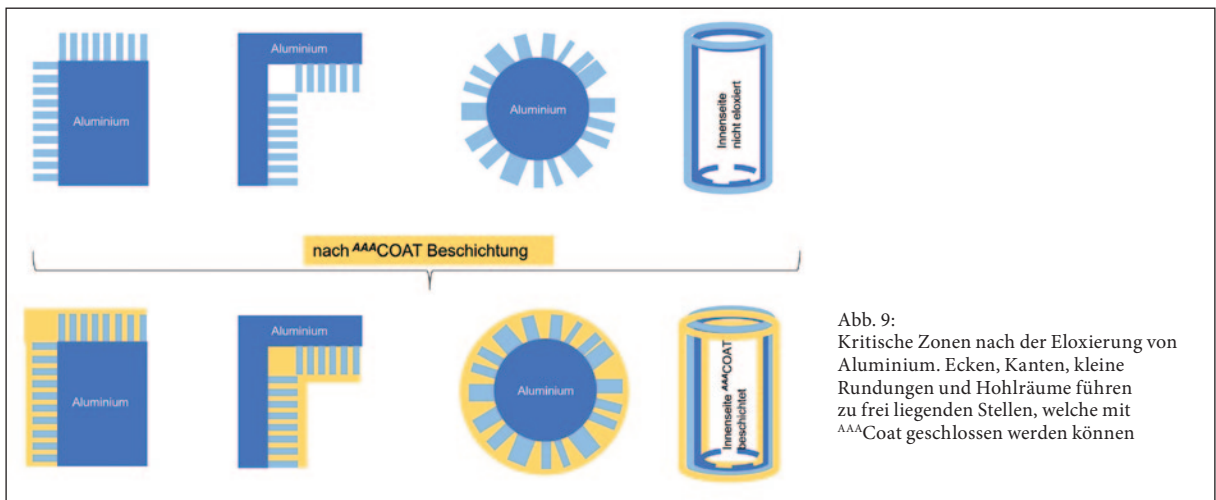 Aluminium
Aluminium
Aluminium
Innenseite
nicht eloxiert
nach AAACOAT Beschichtung
Aluminium
Aluminium
Aluminium
Innenseite AAACOAT
beschichtet
Abb. 9:
Kritische Zonen nach der Eloxierung von
Aluminium. Ecken, Kanten, kleine
Rundungen und Hohlräume führen
zu frei liegenden Stellen, welche mit
AAACoat geschlossen werden können